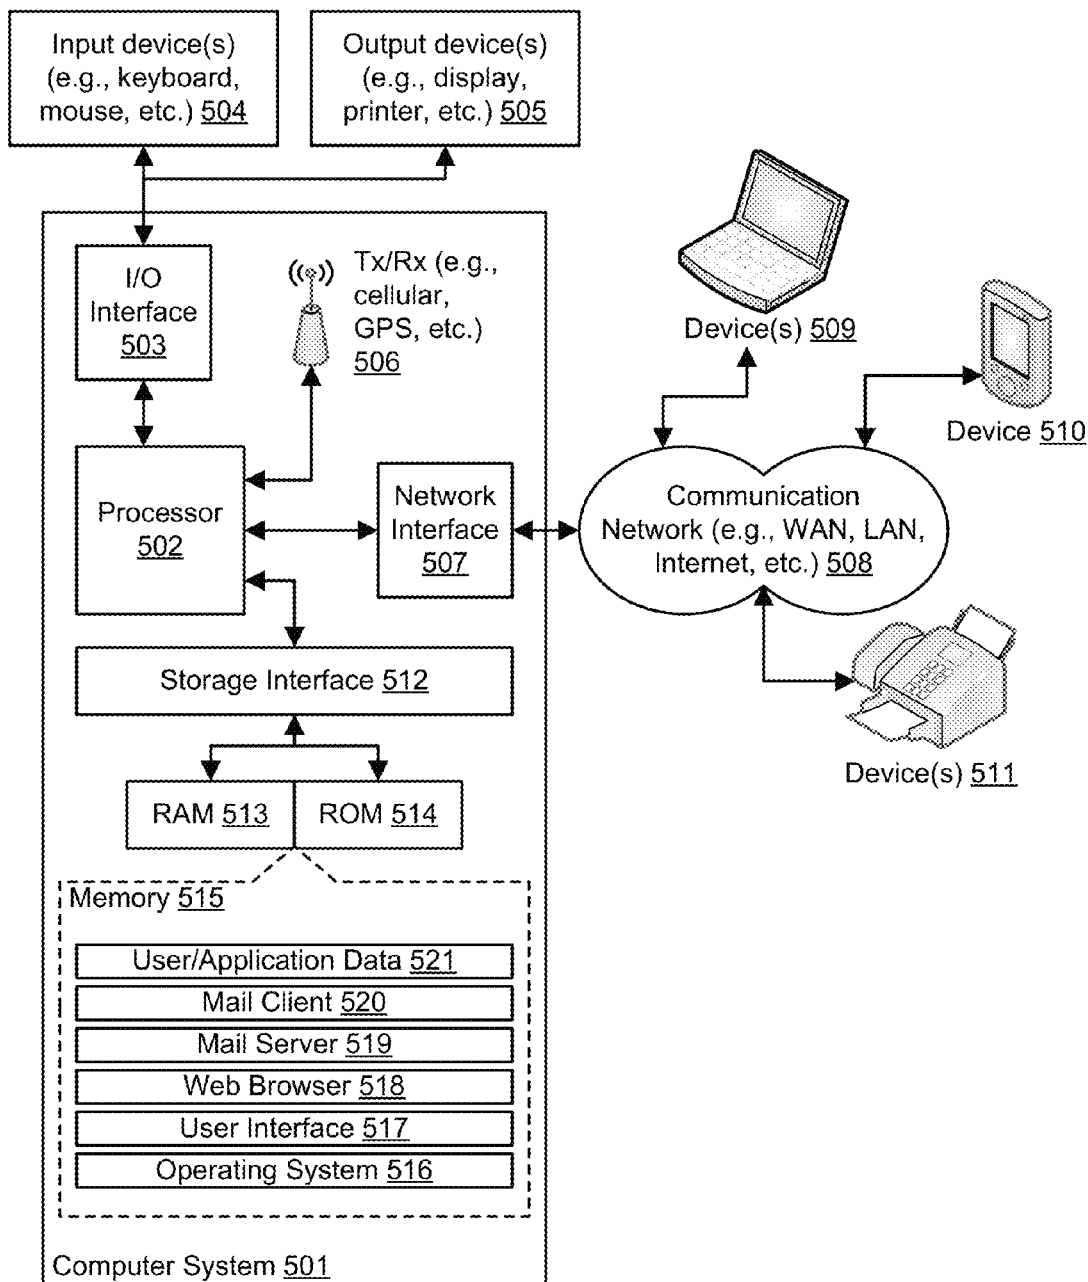 Input device(s)
(e.g., keyboard,
mouse, etc.) 504
Output device(s)
(e.g., display,
printer, etc.) 505
I/O
Interface
503
Tx/Rx (e.g.,
cellular,
GPS, etc.)
506
Device(s) 509
Device 510
Processor
502
Network
Interface
507
Communication
Network (e.g., WAN, LAN,
Internet, etc.) 508
Storage Interface 512
Device(s) 511
RAM 513
ROM 514
Memory 515
User/Application Data 521
Mail Client 520
Mail Server 519
Web Browser 518
User Interface 517
Operating System 516
Computer System 501